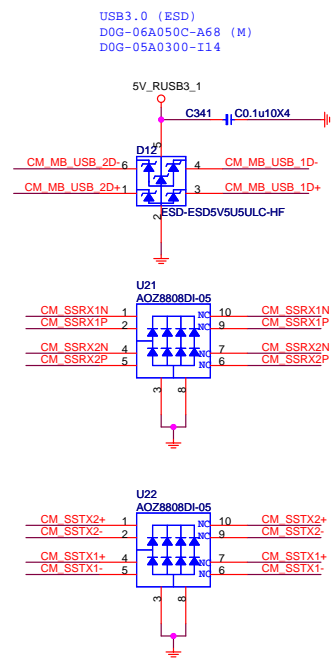 USB3.0 (ESD)
D0G-06A050C-A68 (M)
D0G-05A0300-I14
5V_RUSB3_1
C341 C0.1u10X4
D12
5
CM_MB_USB_2D- 6 4 CM_MB_USB_1D-
CM_MB_USB_2D+ 1 3 CM_MB_USB_1D+
2
ESD-ESD5V5U5ULC-HF
U21
AOZ8808DI-05
CM_SSRX1N 1 NC 10 CM_SSRX1N
CM_SSRX1P 2 NC 9 CM_SSRX1P
CM_SSRX2N 4 NC 7 CM_SSRX2N
CM_SSRX2P 5 NC 6 CM_SSRX2P
3 8
U22
AOZ8808DI-05
CM_SSTX2+ 1 NC 10 CM_SSTX2+
CM_SSTX2- 2 NC 9 CM_SSTX2-
CM_SSTX1+ 4 NC 7 CM_SSTX1+
CM_SSTX1- 5 NC 6 CM_SSTX1-
3 8